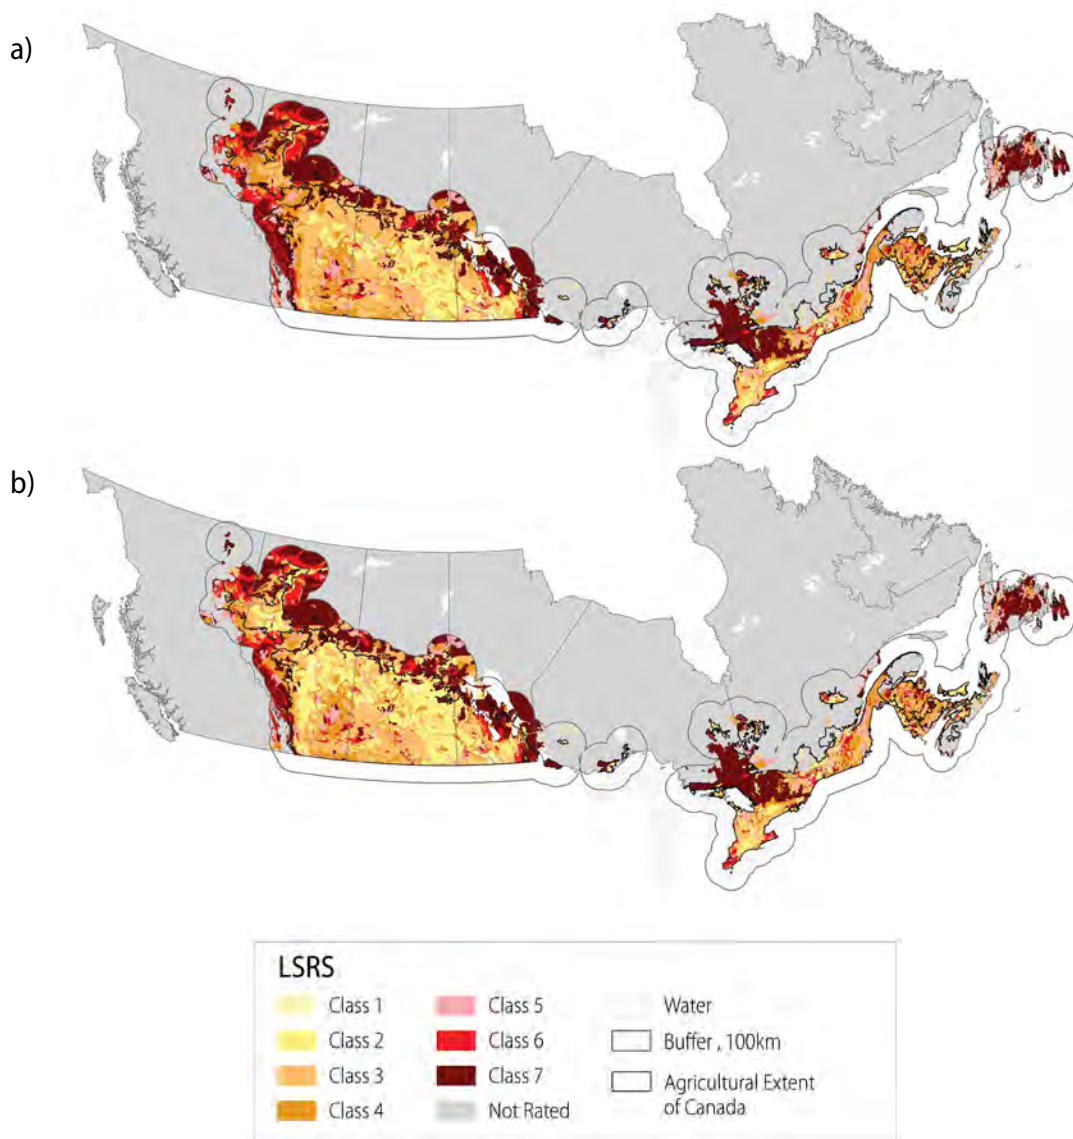 a)
b)
LSRS
Class 1
Class 5
Water
Class 2
Class 6
Buffer , 100km
Class 3
Class 7
Agricultural Extent
of Canada
Class 4
Not Rated